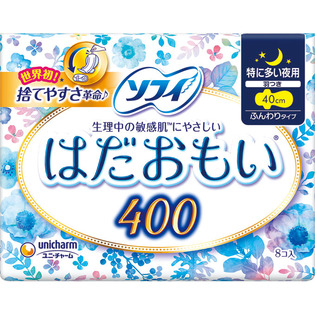 世界初!
捨てやすさ革命♪
ソフィ
特に多い夜用
羽つき
40cm
ふんわりタイプ
生理中の敏感肌※にやさしい
はだおもい®
400
unicharm
ユニ・チャーム
8コ入